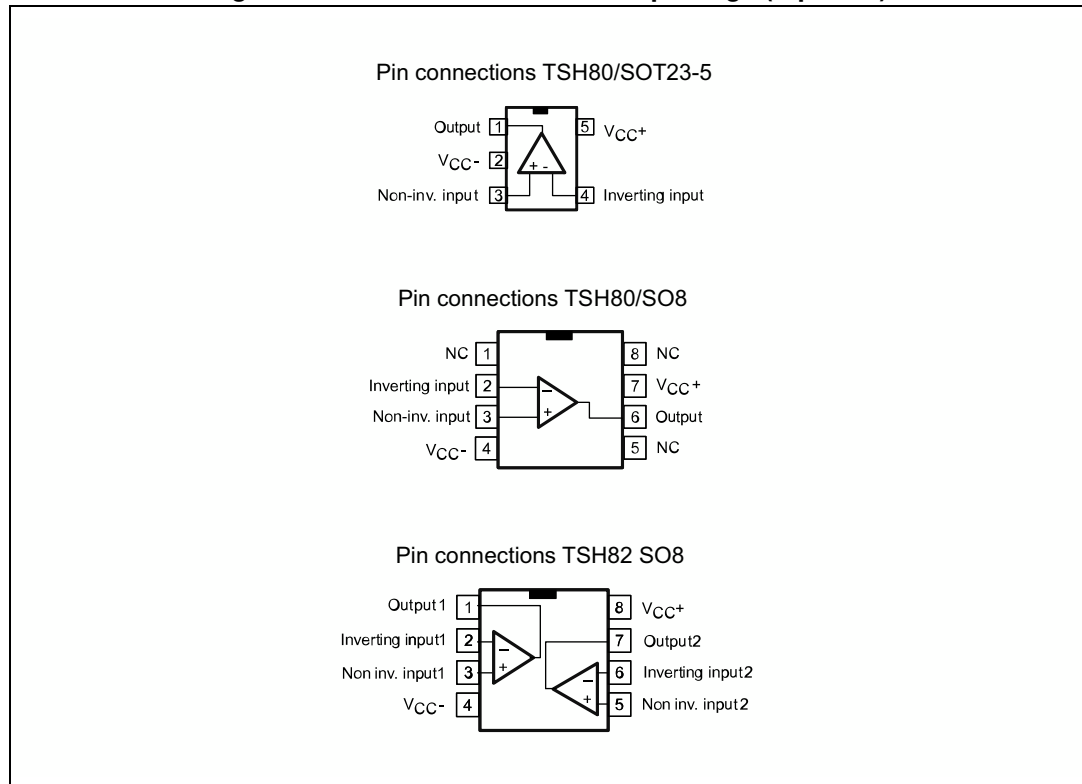 Pin connections TSH80/SOT23-5
Output 1 5 VCC+
VCC- 2
+ -
Non-inv. input 3 4 Inverting input
Pin connections TSH80/SO8
NC 1 8 NC
Inverting input 2 7 VCC+
−
Non-inv. input 3 + 6 Output
VCC- 4 5 NC
Pin connections TSH82 SO8
Output1 1 8 VCC+
Inverting input1 2 − 7 Output2
Non inv. input1 3 + − 6 Inverting input2
VCC- 4 + 5 Non inv. input2